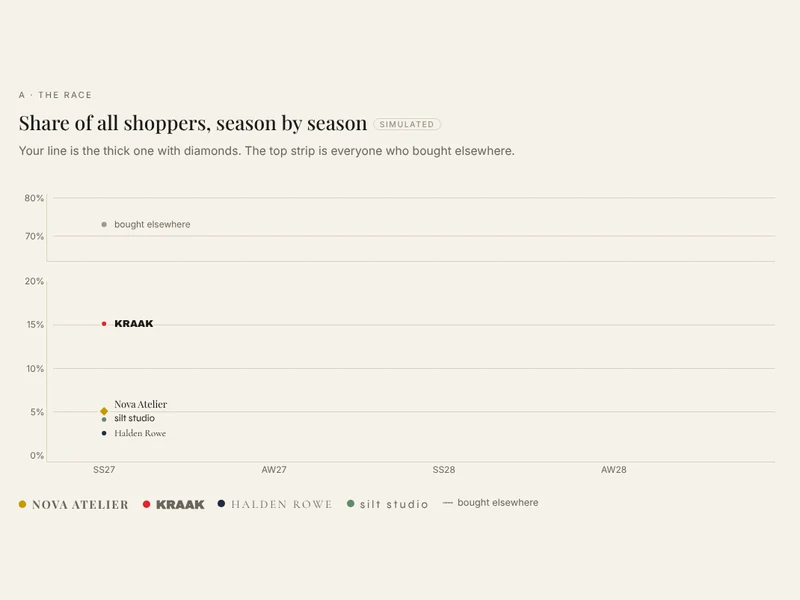 A · THE RACE
Share of all shoppers, season by season SIMULATED
Your line is the thick one with diamonds. The top strip is everyone who bought elsewhere.
80%
bought elsewhere
70%
20%
15% KRAAK
10%
Nova Atelier
5%
silt studio
Halden Rowe
0%
SS27 AW27 SS28 AW28
NOVA ATELIER KRAAK HALDEN ROWE silt studio bought elsewhere